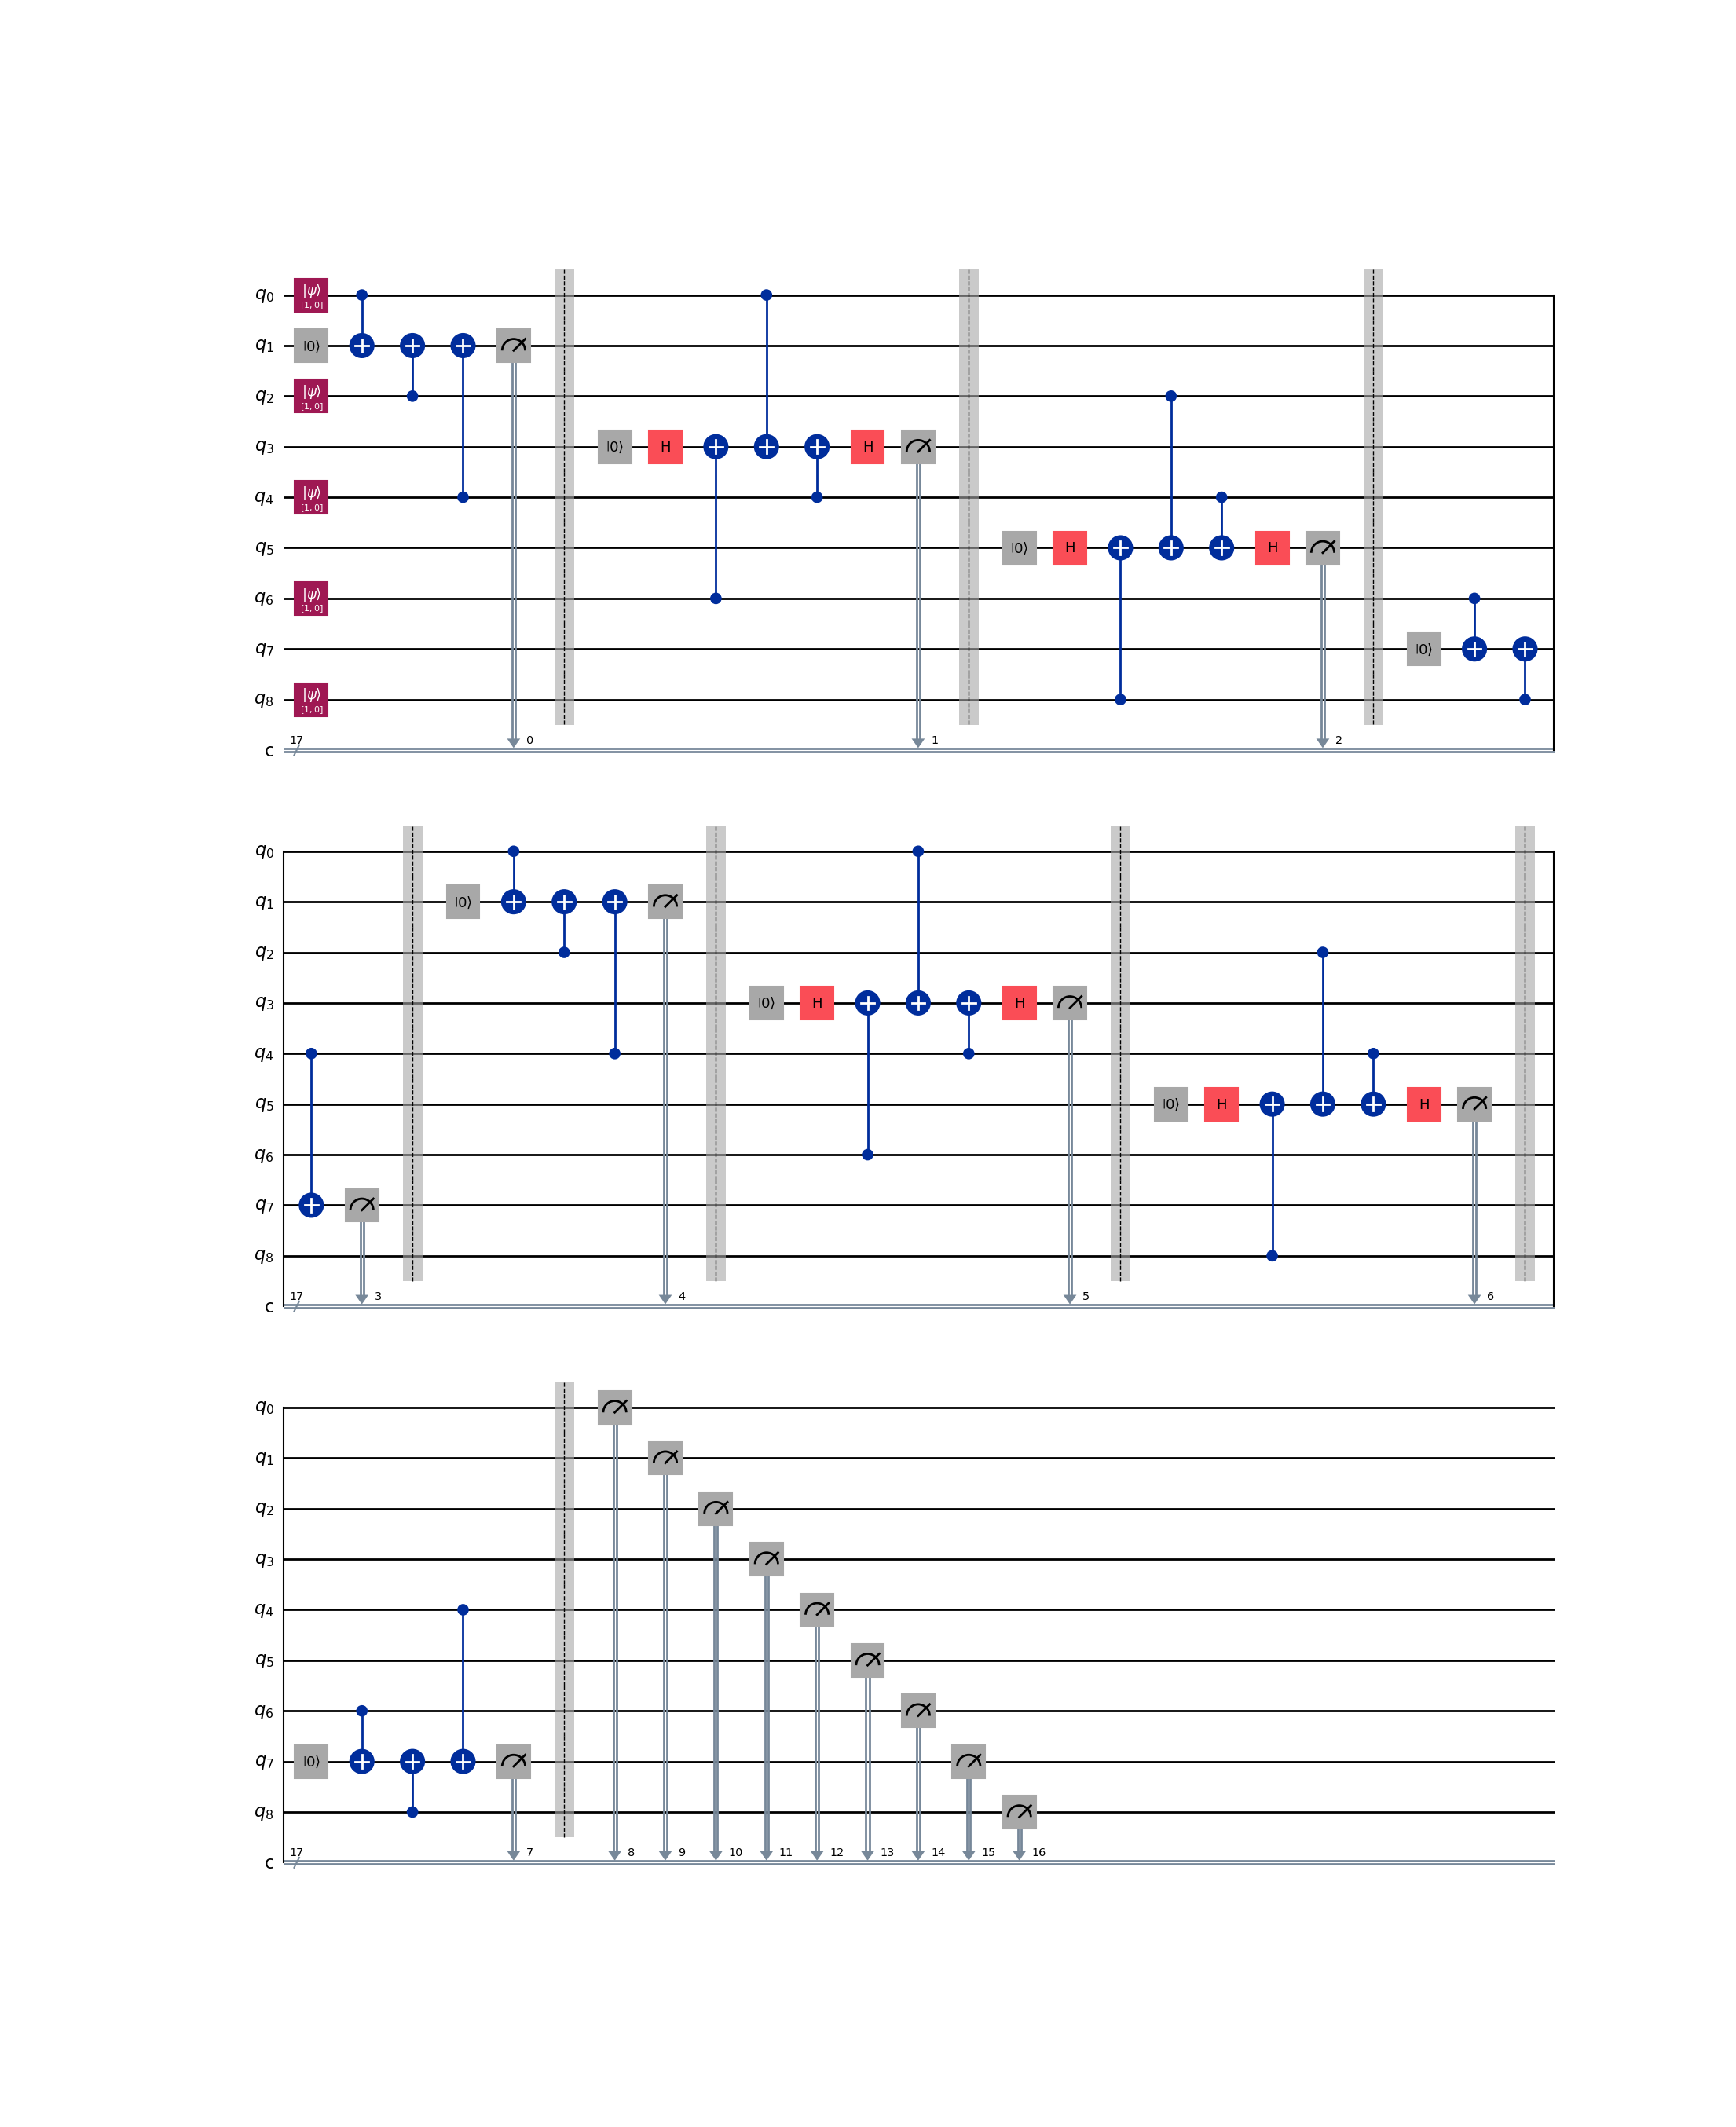 q0 |ψ⟩ [1, 0]
q1 |0⟩
q2 |ψ⟩ [1, 0]
q3 |0⟩ H H
q4 |ψ⟩ [1, 0]
q5 |0⟩ H H
q6 |ψ⟩ [1, 0]
q7 |0⟩
q8 |ψ⟩ [1, 0]
c 17 0 1 2
q0
q1 |0⟩
q2
q3 |0⟩ H H
q4
q5 |0⟩ H H
q6
q7
q8
c 17 3 4 5 6
q0
q1
q2
q3
q4
q5
q6
q7 |0⟩
q8
c 17 7 8 9 10 11 12 13 14 15 16